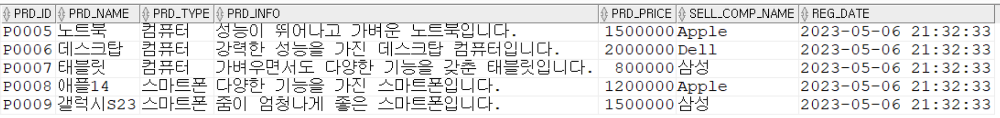 PRD_ID PRD_NAME PRD_TYPE PRD_INFO PRD_PRICE SELL_COMP_NAME REG_DATE
P0005 노트북 컴퓨터 성능이 뛰어나고 가벼운 노트북입니다. 1500000 Apple 2023-05-06 21:32:33
P0006 데스크탑 컴퓨터 강력한 성능을 가진 데스크탑 컴퓨터입니다. 2000000 Dell 2023-05-06 21:32:33
P0007 태블릿 컴퓨터 가벼우면서도 다양한 기능을 갖춘 태블릿입니다. 800000 삼성 2023-05-06 21:32:33
P0008 애플14 스마트폰 다양한 기능을 가진 스마트폰입니다. 1200000 Apple 2023-05-06 21:32:33
P0009 갤럭시S23 스마트폰 줌이 엄청나게 좋은 스마트폰입니다. 1500000 삼성 2023-05-06 21:32:33